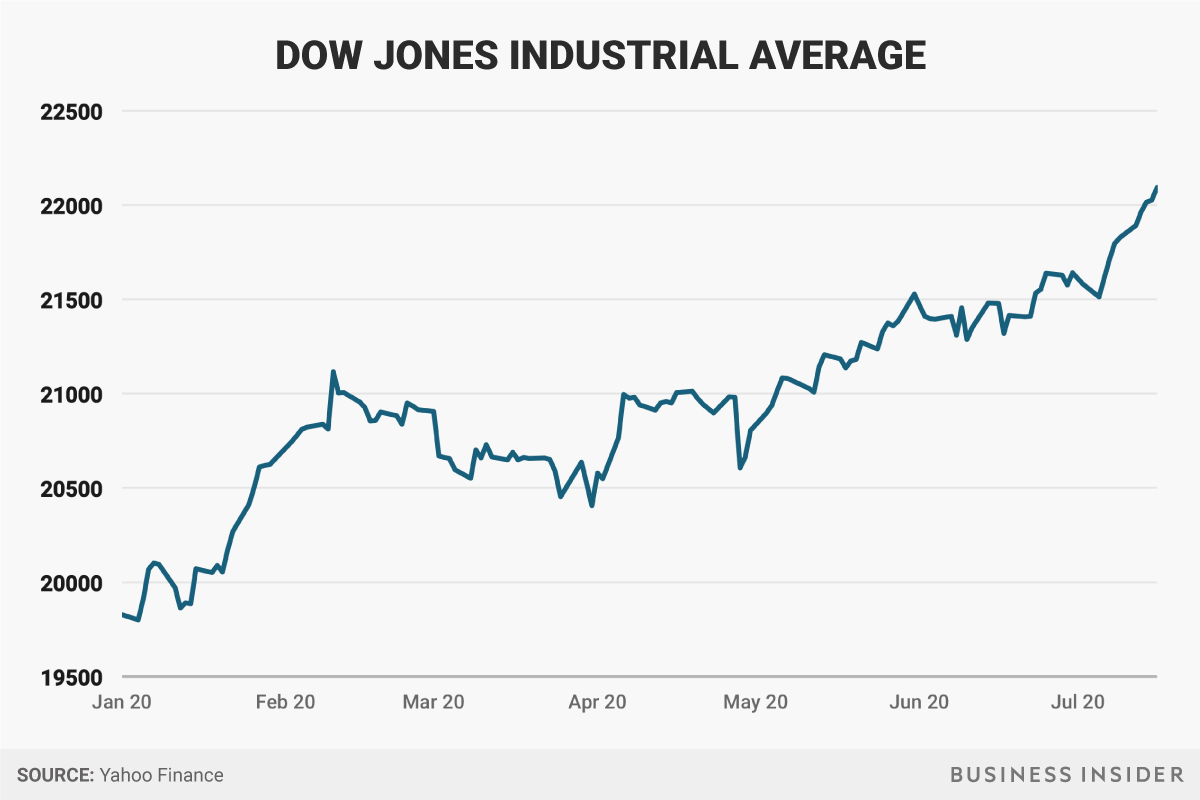 DOW JONES INDUSTRIAL AVERAGE
22500
22000
21500
21000
20500
20000
19500
Jan 20 Feb 20 Mar 20 Apr 20 May 20 Jun 20 Jul 20
SOURCE: Yahoo Finance
BUSINESS INSIDER